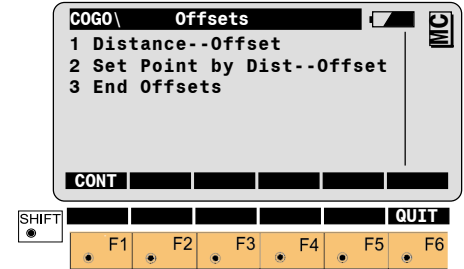 COGO\ Offsets MC
1 Distance--Offset
2 Set Point by Dist--Offset
3 End Offsets
CONT
SHIFT QUIT
F1 F2 F3 F4 F5 F6